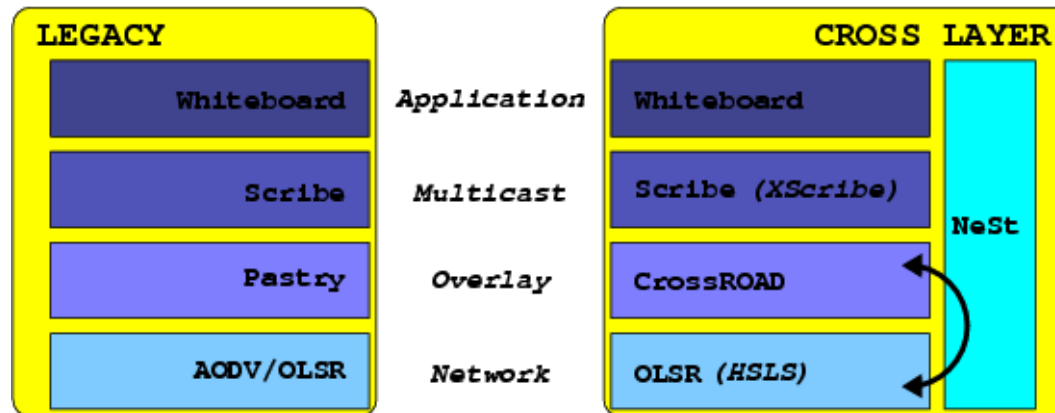 LEGACY
CROSS LAYER
Whiteboard
Application
Whiteboard
Scribe
Multicast
Scribe (XScribe)
NeSt
Pastry
Overlay
CrossROAD
AODV/OLSR
Network
OLSR (HSLS)